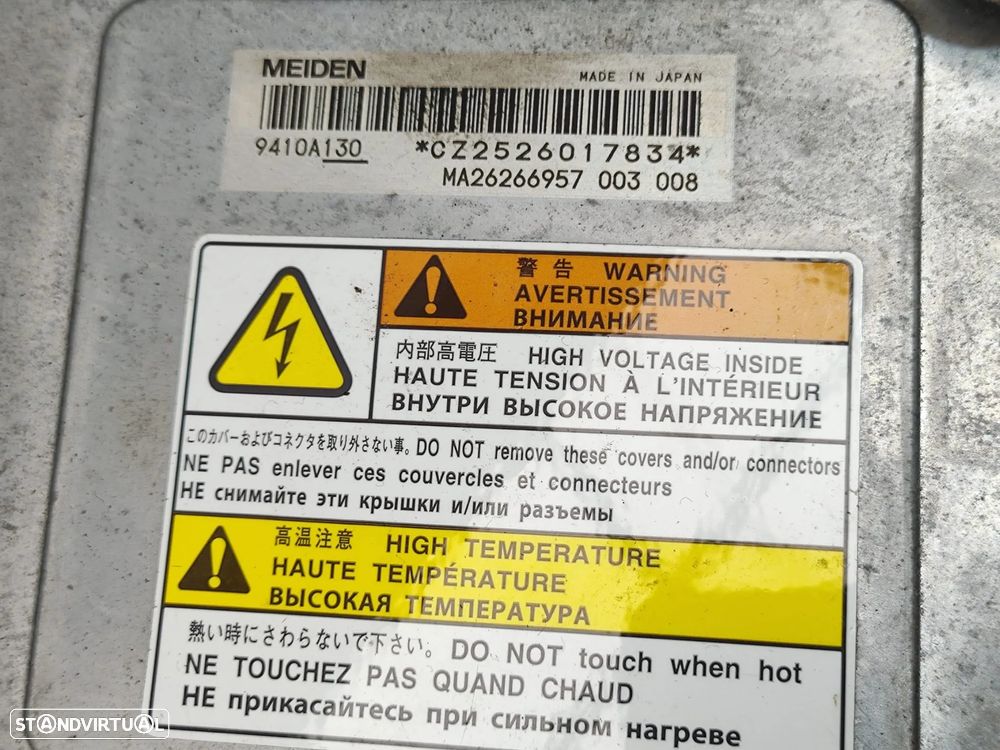 MEIDEN MADE IN JAPAN
9410A130 *CZ2526017834*
MA26266957 003 008
警告 WARNING
AVERTISSEMENT
ВНИМАНИЕ
内部高電圧 HIGH VOLTAGE INSIDE
HAUTE TENSION À L'INTÉRIEUR
ВНУТРИ ВЫСОКОЕ НАПРЯЖЕНИЕ
このカバーおよびコネクタを取り外さない事。DO NOT remove these covers and/or connectors
NE PAS enlever ces couvercles et connecteurs
НЕ снимайте эти крышки и/или разъемы
高温注意 HIGH TEMPERATURE
HAUTE TEMPÉRATURE
ВЫСОКАЯ ТЕМПЕРАТУРА
熱い時にさわらないで下さい。DO NOT touch when hot
NE TOUCHEZ PAS QUAND CHAUD
НЕ прикасайтесь при сильном нагреве
STANDVIRTUAL